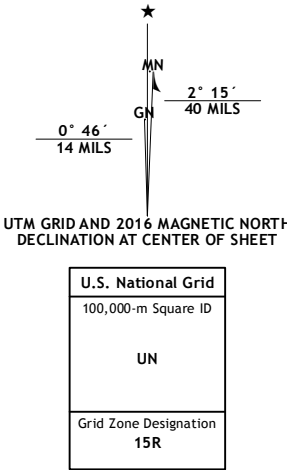 ★
MN
GN
2° 15´
40 MILS
0° 46´
14 MILS
UTM GRID AND 2016 MAGNETIC NORTH
DECLINATION AT CENTER OF SHEET
U.S. National Grid
100,000-m Square ID
UN
Grid Zone Designation
15R